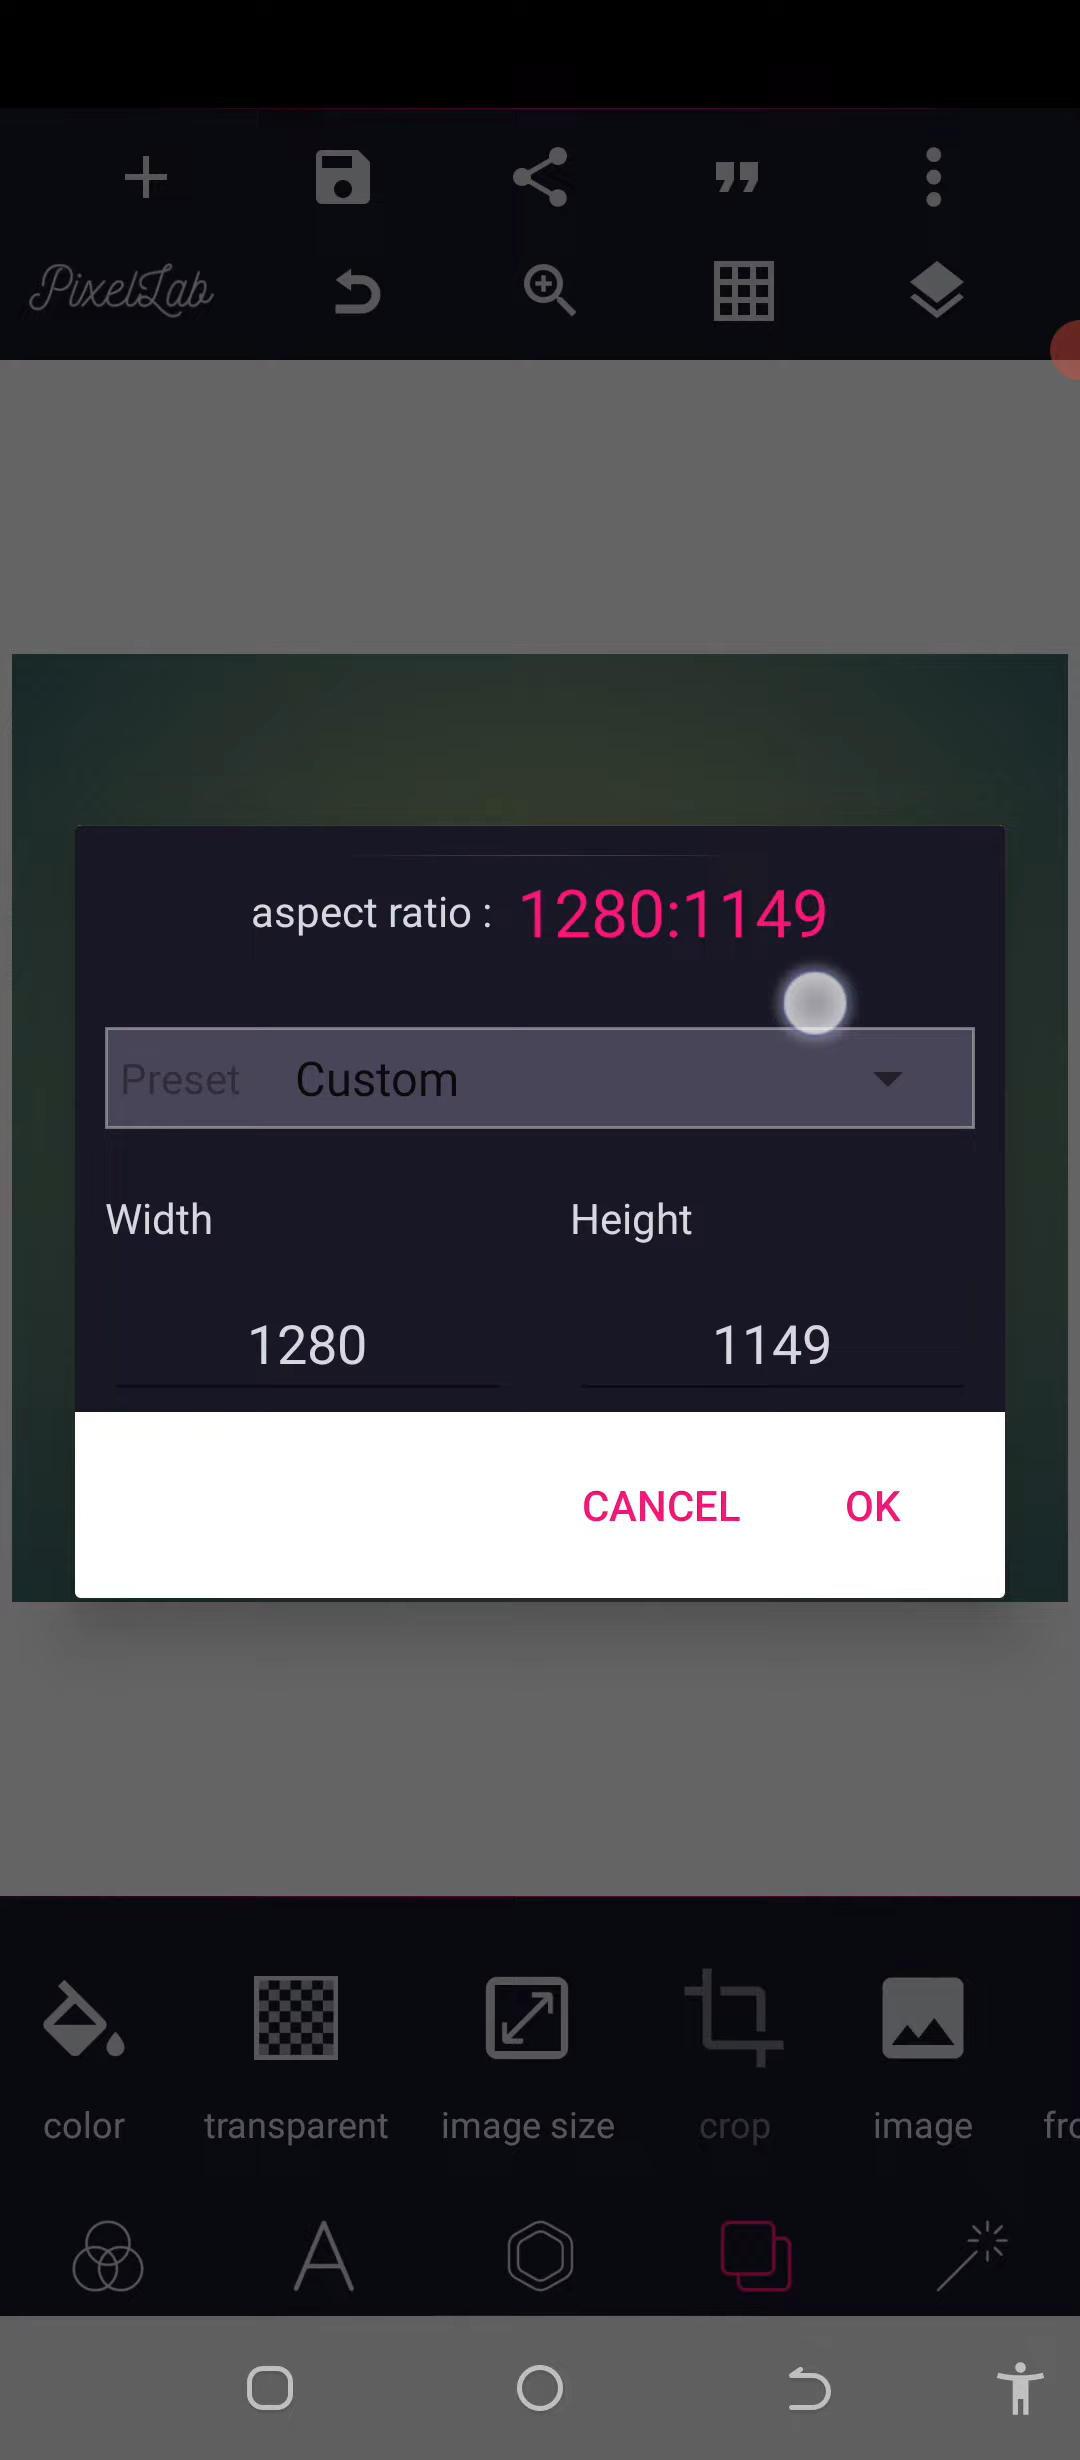 PixelLab
aspect ratio : 1280:1149
Preset Custom
Width Height
1280 1149
CANCEL OK
color transparent image size crop image fro